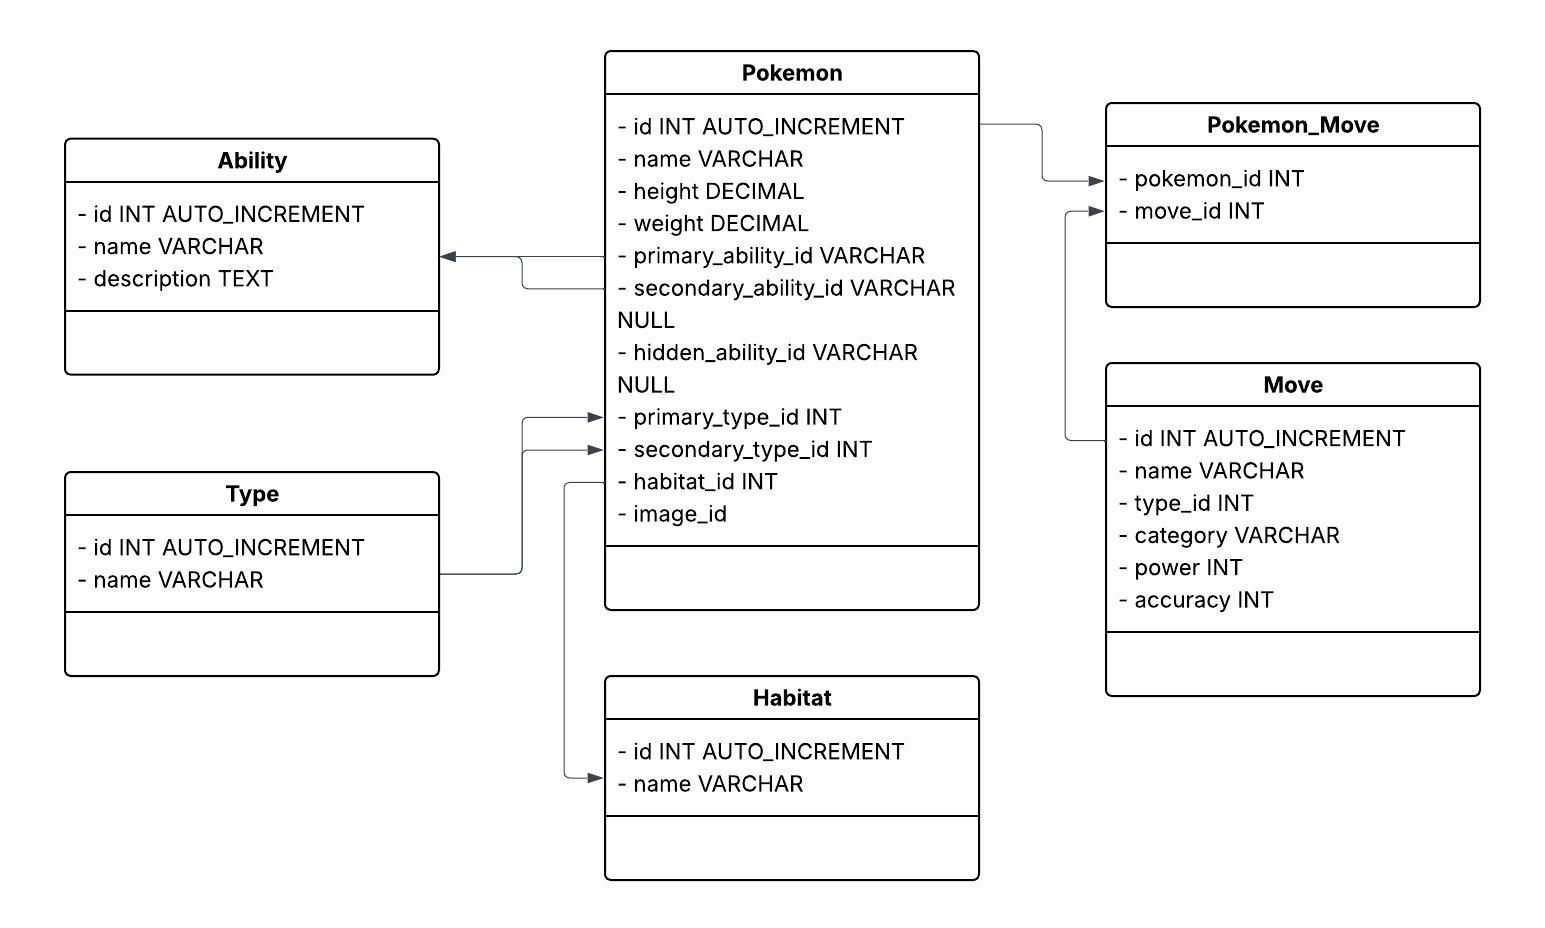 Pokemon
- id INT AUTO_INCREMENT
- name VARCHAR
- height DECIMAL
- weight DECIMAL
- primary_ability_id VARCHAR
- secondary_ability_id VARCHAR
NULL
- hidden_ability_id VARCHAR
NULL
- primary_type_id INT
- secondary_type_id INT
- habitat_id INT
- image_id
Ability
- id INT AUTO_INCREMENT
- name VARCHAR
- description TEXT
Type
- id INT AUTO_INCREMENT
- name VARCHAR
Habitat
- id INT AUTO_INCREMENT
- name VARCHAR
Pokemon_Move
- pokemon_id INT
- move_id INT
Move
- id INT AUTO_INCREMENT
- name VARCHAR
- type_id INT
- category VARCHAR
- power INT
- accuracy INT